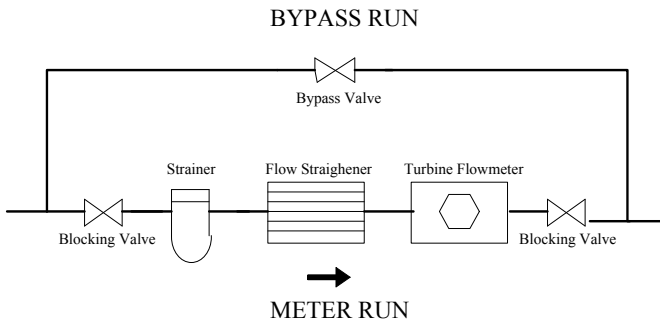 BYPASS RUN
Bypass Valve
Strainer
Flow Straighener
Turbine Flowmeter
Blocking Valve
Blocking Valve
METER RUN